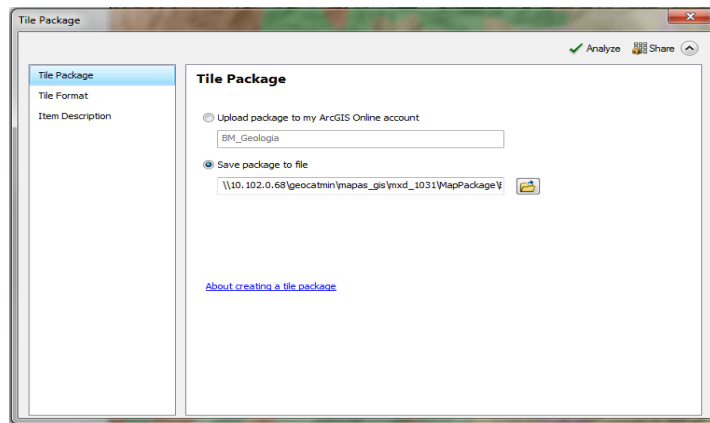 Tile Package
Analyze Share
Tile Package
Tile Format
Item Description
Tile Package
Upload package to my ArcGIS Online account
BM_Geologia
Save package to file
\\10.102.0.68\geocatmin\mapas_gis\mxd_1031\MapPackage\
About creating a tile package